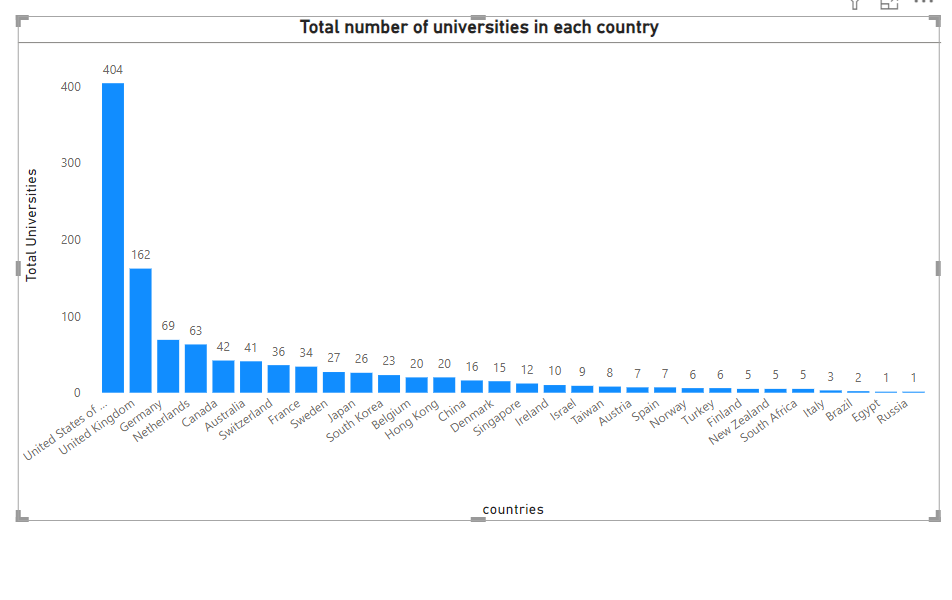 Total number of universities in each country
Total Universities
400
300
200
100
0
404
162
69
63
42
41
36
34
27
26
23
20
20
16
15
12
10
9
8
7
7
6
6
5
5
5
3
2
1
1
United States of ...
United Kingdom
Germany
Netherlands
Canada
Australia
Switzerland
France
Sweden
Japan
South Korea
Belgium
Hong Kong
China
Denmark
Singapore
Ireland
Israel
Taiwan
Austria
Spain
Norway
Turkey
Finland
New Zealand
South Africa
Italy
Brazil
Egypt
Russia
countries